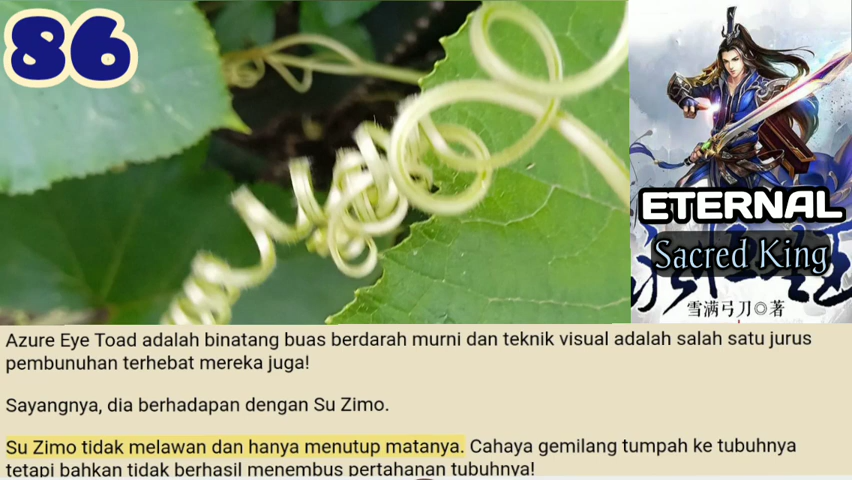 86
ETERNAL
Sacred King
雪满弓刀◎著
Azure Eye Toad adalah binatang buas berdarah murni dan teknik visual adalah salah satu jurus
pembunuhan terhebat mereka juga!
Sayangnya, dia berhadapan dengan Su Zimo.
Su Zimo tidak melawan dan hanya menutup matanya. Cahaya gemilang tumpah ke tubuhnya
tetapi bahkan tidak berhasil menembus pertahanan tubuhnya!